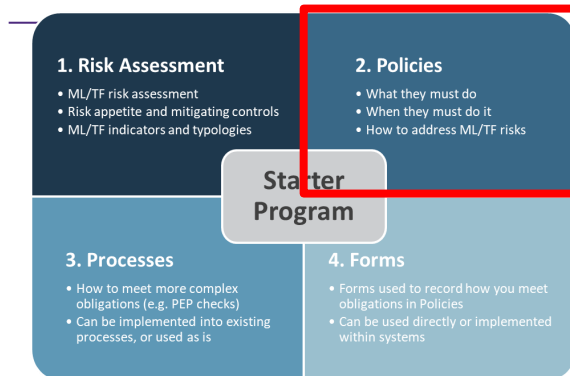 1. Risk Assessment
• ML/TF risk assessment
• Risk appetite and mitigating controls
• ML/TF indicators and typologies
2. Policies
• What they must do
• When they must do it
• How to address ML/TF risks
Starter
Program
3. Processes
• How to meet more complex
obligations (e.g. PEP checks)
• Can be implemented into existing
processes, or used as is
4. Forms
• Forms used to record how you meet
obligations in Policies
• Can be used directly or implemented
within systems